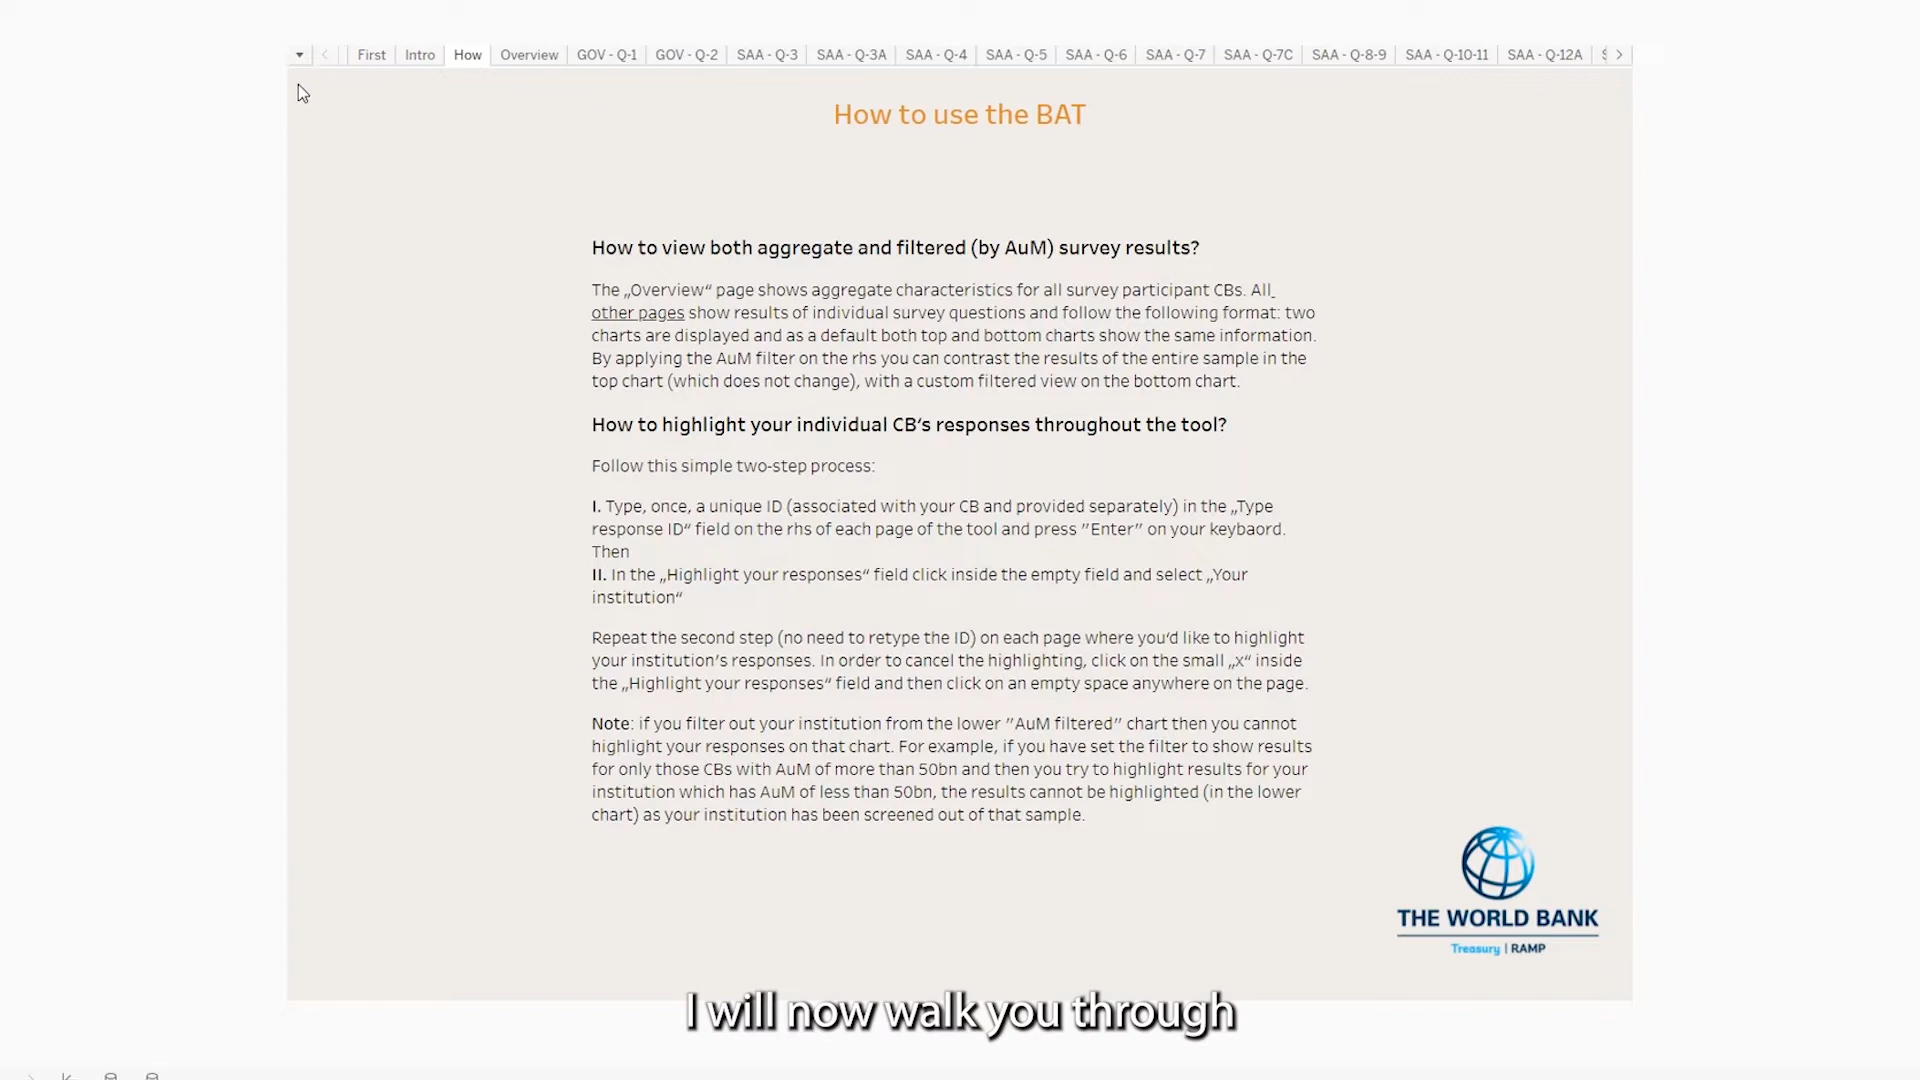 First Intro How Overview GOV - Q-1 GOV - Q-2 SAA - Q-3 SAA - Q-3A SAA - Q-4 SAA - Q-5 SAA - Q-6 SAA - Q-7 SAA - Q-7C SAA - Q-8-9 SAA - Q-10-11 SAA - Q-12A
How to use the BAT
How to view both aggregate and filtered (by AuM) survey results?
The „Overview“ page shows aggregate characteristics for all survey participant CBs. All
other pages show results of individual survey questions and follow the following format: two
charts are displayed and as a default both top and bottom charts show the same information.
By applying the AuM filter on the rhs you can contrast the results of the entire sample in the
top chart (which does not change), with a custom filtered view on the bottom chart.
How to highlight your individual CB’s responses throughout the tool?
Follow this simple two-step process:
I. Type, once, a unique ID (associated with your CB and provided separately) in the „Type
response ID“ field on the rhs of each page of the tool and press "Enter" on your keybaord.
Then
II. In the „Highlight your responses“ field click inside the empty field and select „Your
institution“
Repeat the second step (no need to retype the ID) on each page where you’d like to highlight
your institution’s responses. In order to cancel the highlighting, click on the small „x“ inside
the „Highlight your responses“ field and then click on an empty space anywhere on the page.
Note: if you filter out your institution from the lower "AuM filtered" chart then you cannot
highlight your responses on that chart. For example, if you have set the filter to show results
for only those CBs with AuM of more than 50bn and then you try to highlight results for your
institution which has AuM of less than 50bn, the results cannot be highlighted (in the lower
chart) as your institution has been screened out of that sample.
THE WORLD BANK
Treasury | RAMP
I will now walk you through